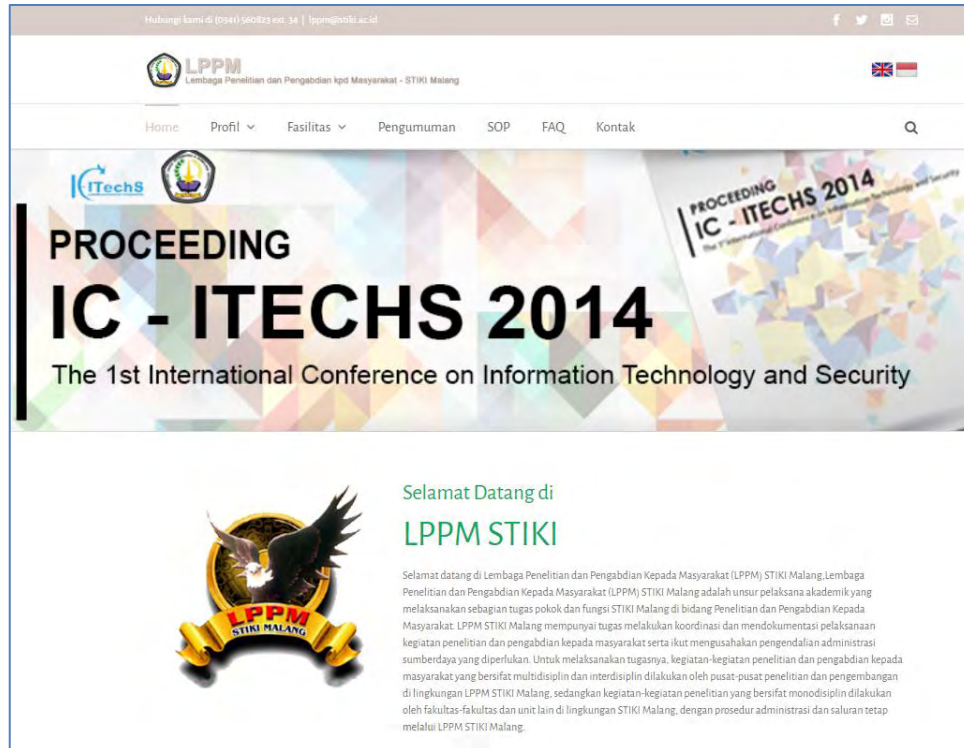 Hubungi kami di (0341) 560823 ext. 34 | lppm@stiki.ac.id
LPPM
Lembaga Penelitian dan Pengabdian kpd Masyarakat - STIKI Malang
Home Profil Fasilitas Pengumuman SOP FAQ Kontak
ITechS
PROCEEDING
IC - ITECHS 2014
The 1st International Conference on Information Technology and Security
PROCEEDING
IC - ITECHS 2014
The 1st International Conference on Information Technology and Security
LPPM
STIKI MALANG
Selamat Datang di
LPPM STIKI
Selamat datang di Lembaga Penelitian dan Pengabdian Kepada Masyarakat (LPPM) STIKI Malang,Lembaga
Penelitian dan Pengabdian Kepada Masyarakat (LPPM) STIKI Malang adalah unsur pelaksana akademik yang
melaksanakan sebagian tugas pokok dan fungsi STIKI Malang di bidang Penelitian dan Pengabdian Kepada
Masyarakat. LPPM STIKI Malang mempunyai tugas melakukan koordinasi dan mendokumentasi pelaksanaan
kegiatan penelitian dan pengabdian kepada masyarakat serta ikut mengusahakan pengendalian administrasi
sumberdaya yang diperlukan. Untuk melaksanakan tugasnya, kegiatan-kegiatan penelitian dan pengabdian kepada
masyarakat yang bersifat multidisiplin dan interdisiplin dilakukan oleh pusat-pusat penelitian dan pengembangan
di lingkungan LPPM STIKI Malang, sedangkan kegiatan-kegiatan penelitian yang bersifat monodisiplin dilakukan
oleh fakultas-fakultas dan unit lain di lingkungan STIKI Malang, dengan prosedur administrasi dan saluran tetap
melalui LPPM STIKI Malang.